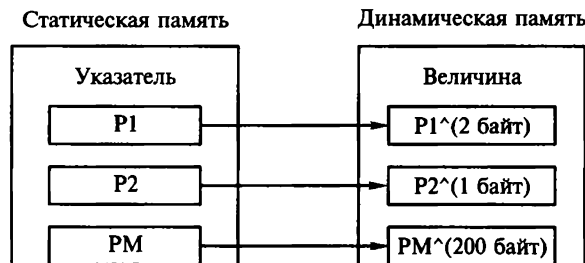 Статическая память
Динамическая память
Указатель
Величина
P1
P1^(2 байт)
P2
P2^(1 байт)
PM
PM^(200 байт)